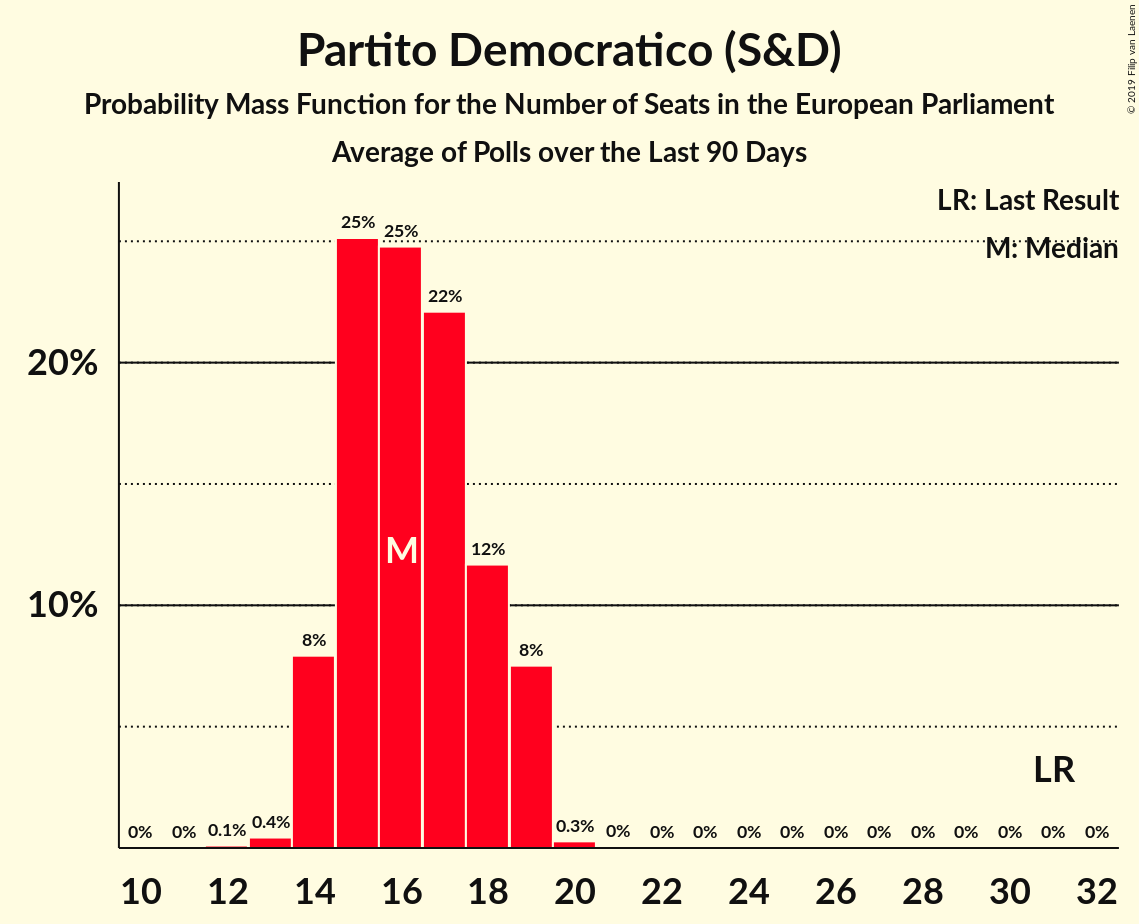 Partito Democratico (S&D)
Probability Mass Function for the Number of Seats in the European Parliament
Average of Polls over the Last 90 Days
© 2019 Filip van Laenen
LR: Last Result
M: Median
25%
25%
22%
20%
M
12%
10%
8%
8%
LR
0%
0%
0.1%
0.4%
0.3%
0%
0%
0%
0%
0%
0%
0%
0%
0%
0%
0%
0%
10 12 14 16 18 20 22 24 26 28 30 32